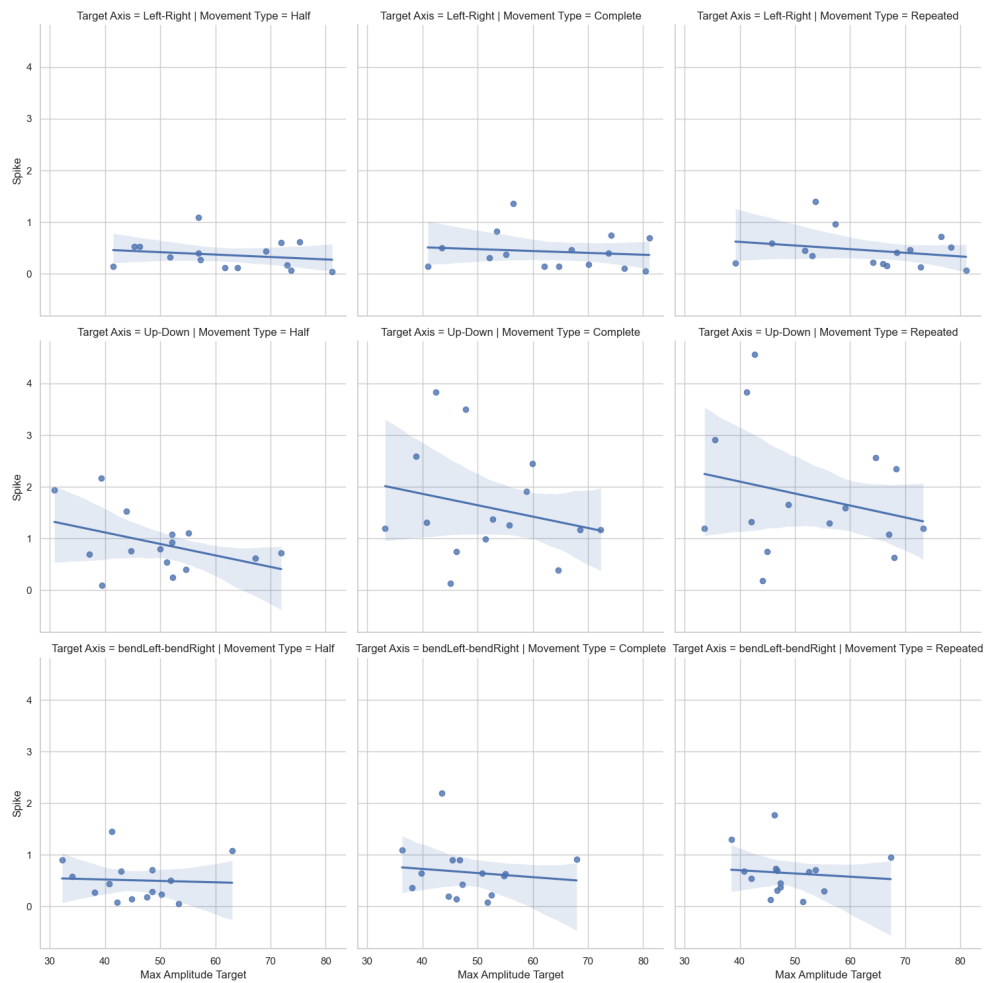 Target Axis = Left-Right | Movement Type = Half
Target Axis = Left-Right | Movement Type = Complete
Target Axis = Left-Right | Movement Type = Repeated
4
3
2
1
0
Spike
Target Axis = Up-Down | Movement Type = Half
Target Axis = Up-Down | Movement Type = Complete
Target Axis = Up-Down | Movement Type = Repeated
4
3
2
1
0
Spike
Target Axis = bendLeft-bendRight | Movement Type = Half
Target Axis = bendLeft-bendRight | Movement Type = Complete
Target Axis = bendLeft-bendRight | Movement Type = Repeated
4
3
2
1
0
Spike
30 40 50 60 70 80
30 40 50 60 70 80
30 40 50 60 70 80
Max Amplitude Target
Max Amplitude Target
Max Amplitude Target